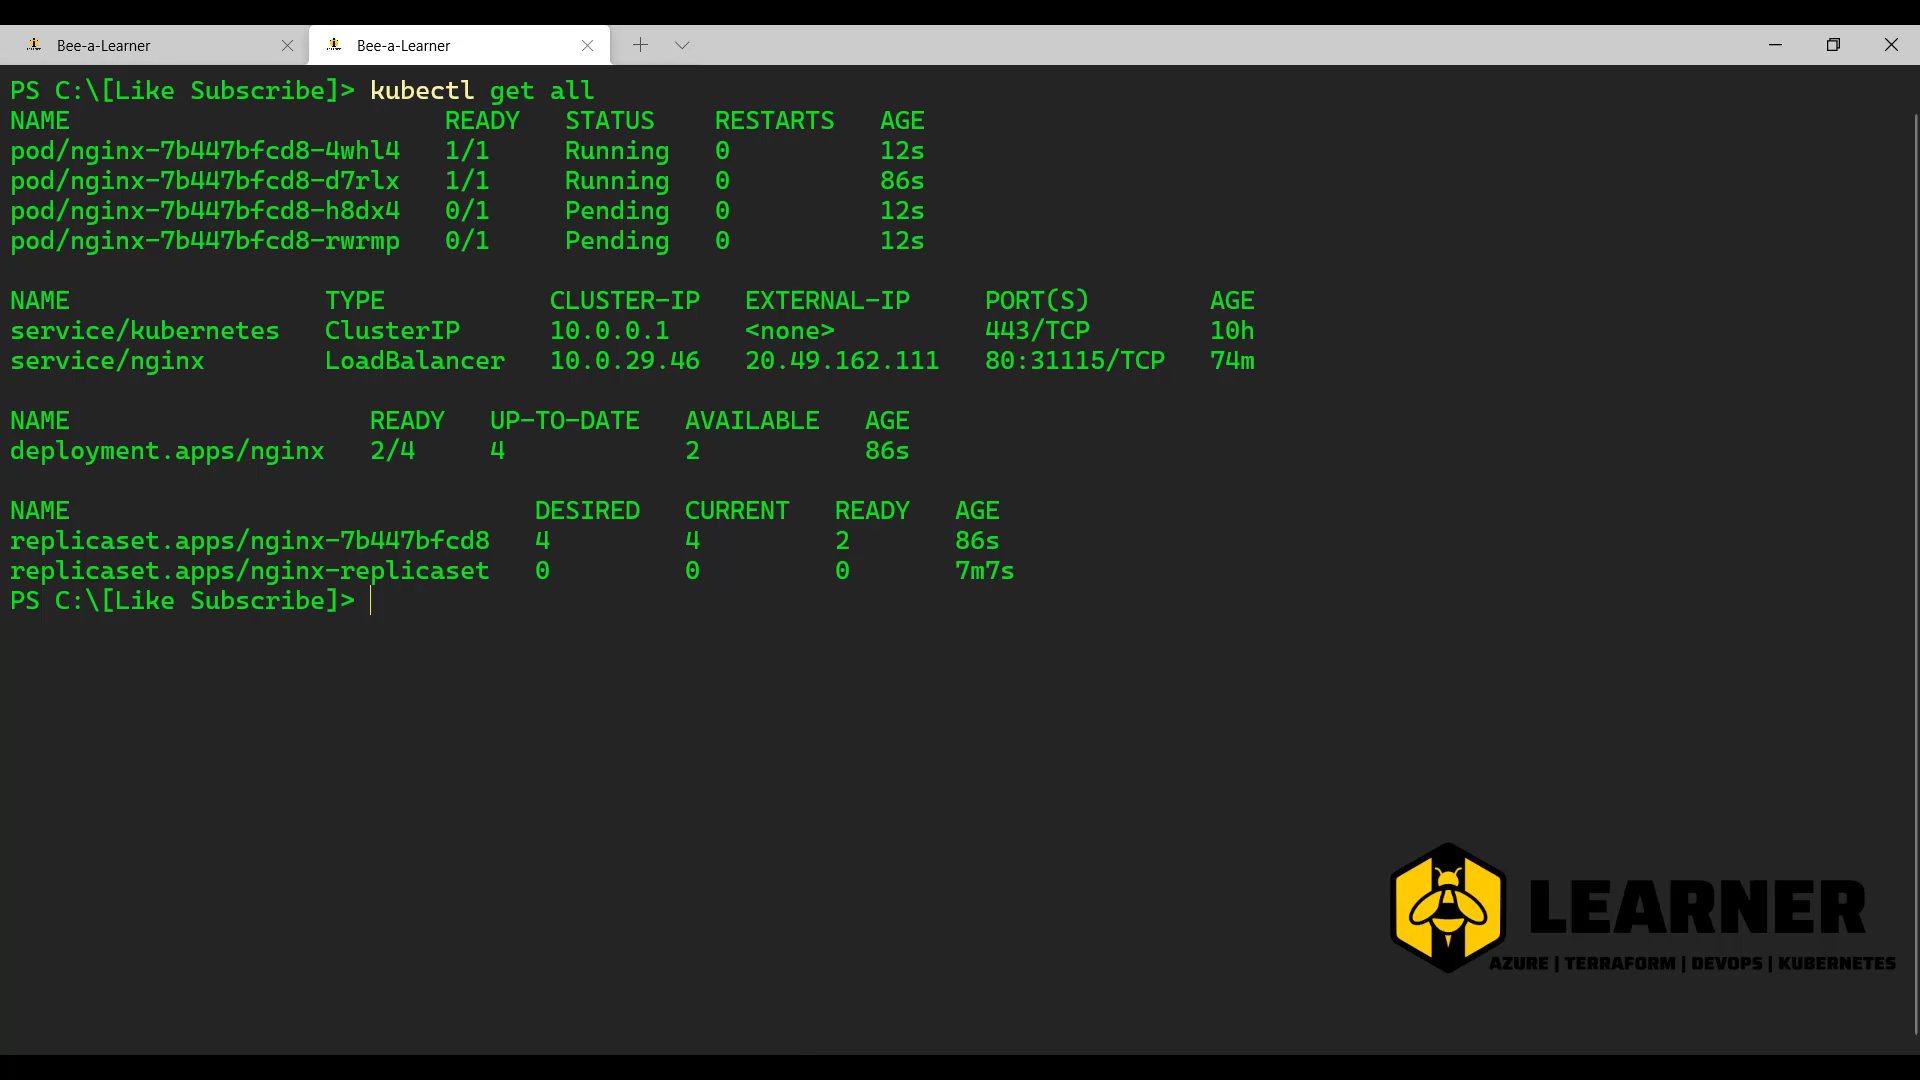 Bee-a-Learner
Bee-a-Learner
PS C:\[Like Subscribe]> kubectl get all
NAME READY STATUS RESTARTS AGE
pod/nginx-7b447bfcd8-4whl4 1/1 Running 0 12s
pod/nginx-7b447bfcd8-d7rlx 1/1 Running 0 86s
pod/nginx-7b447bfcd8-h8dx4 0/1 Pending 0 12s
pod/nginx-7b447bfcd8-rwrmp 0/1 Pending 0 12s
NAME TYPE CLUSTER-IP EXTERNAL-IP PORT(S) AGE
service/kubernetes ClusterIP 10.0.0.1 <none> 443/TCP 10h
service/nginx LoadBalancer 10.0.29.46 20.49.162.111 80:31115/TCP 74m
NAME READY UP-TO-DATE AVAILABLE AGE
deployment.apps/nginx 2/4 4 2 86s
NAME DESIRED CURRENT READY AGE
replicaset.apps/nginx-7b447bfcd8 4 4 2 86s
replicaset.apps/nginx-replicaset 0 0 0 7m7s
PS C:\[Like Subscribe]>
LEARNER
AZURE | TERRAFORM | DEVOPS | KUBERNETES